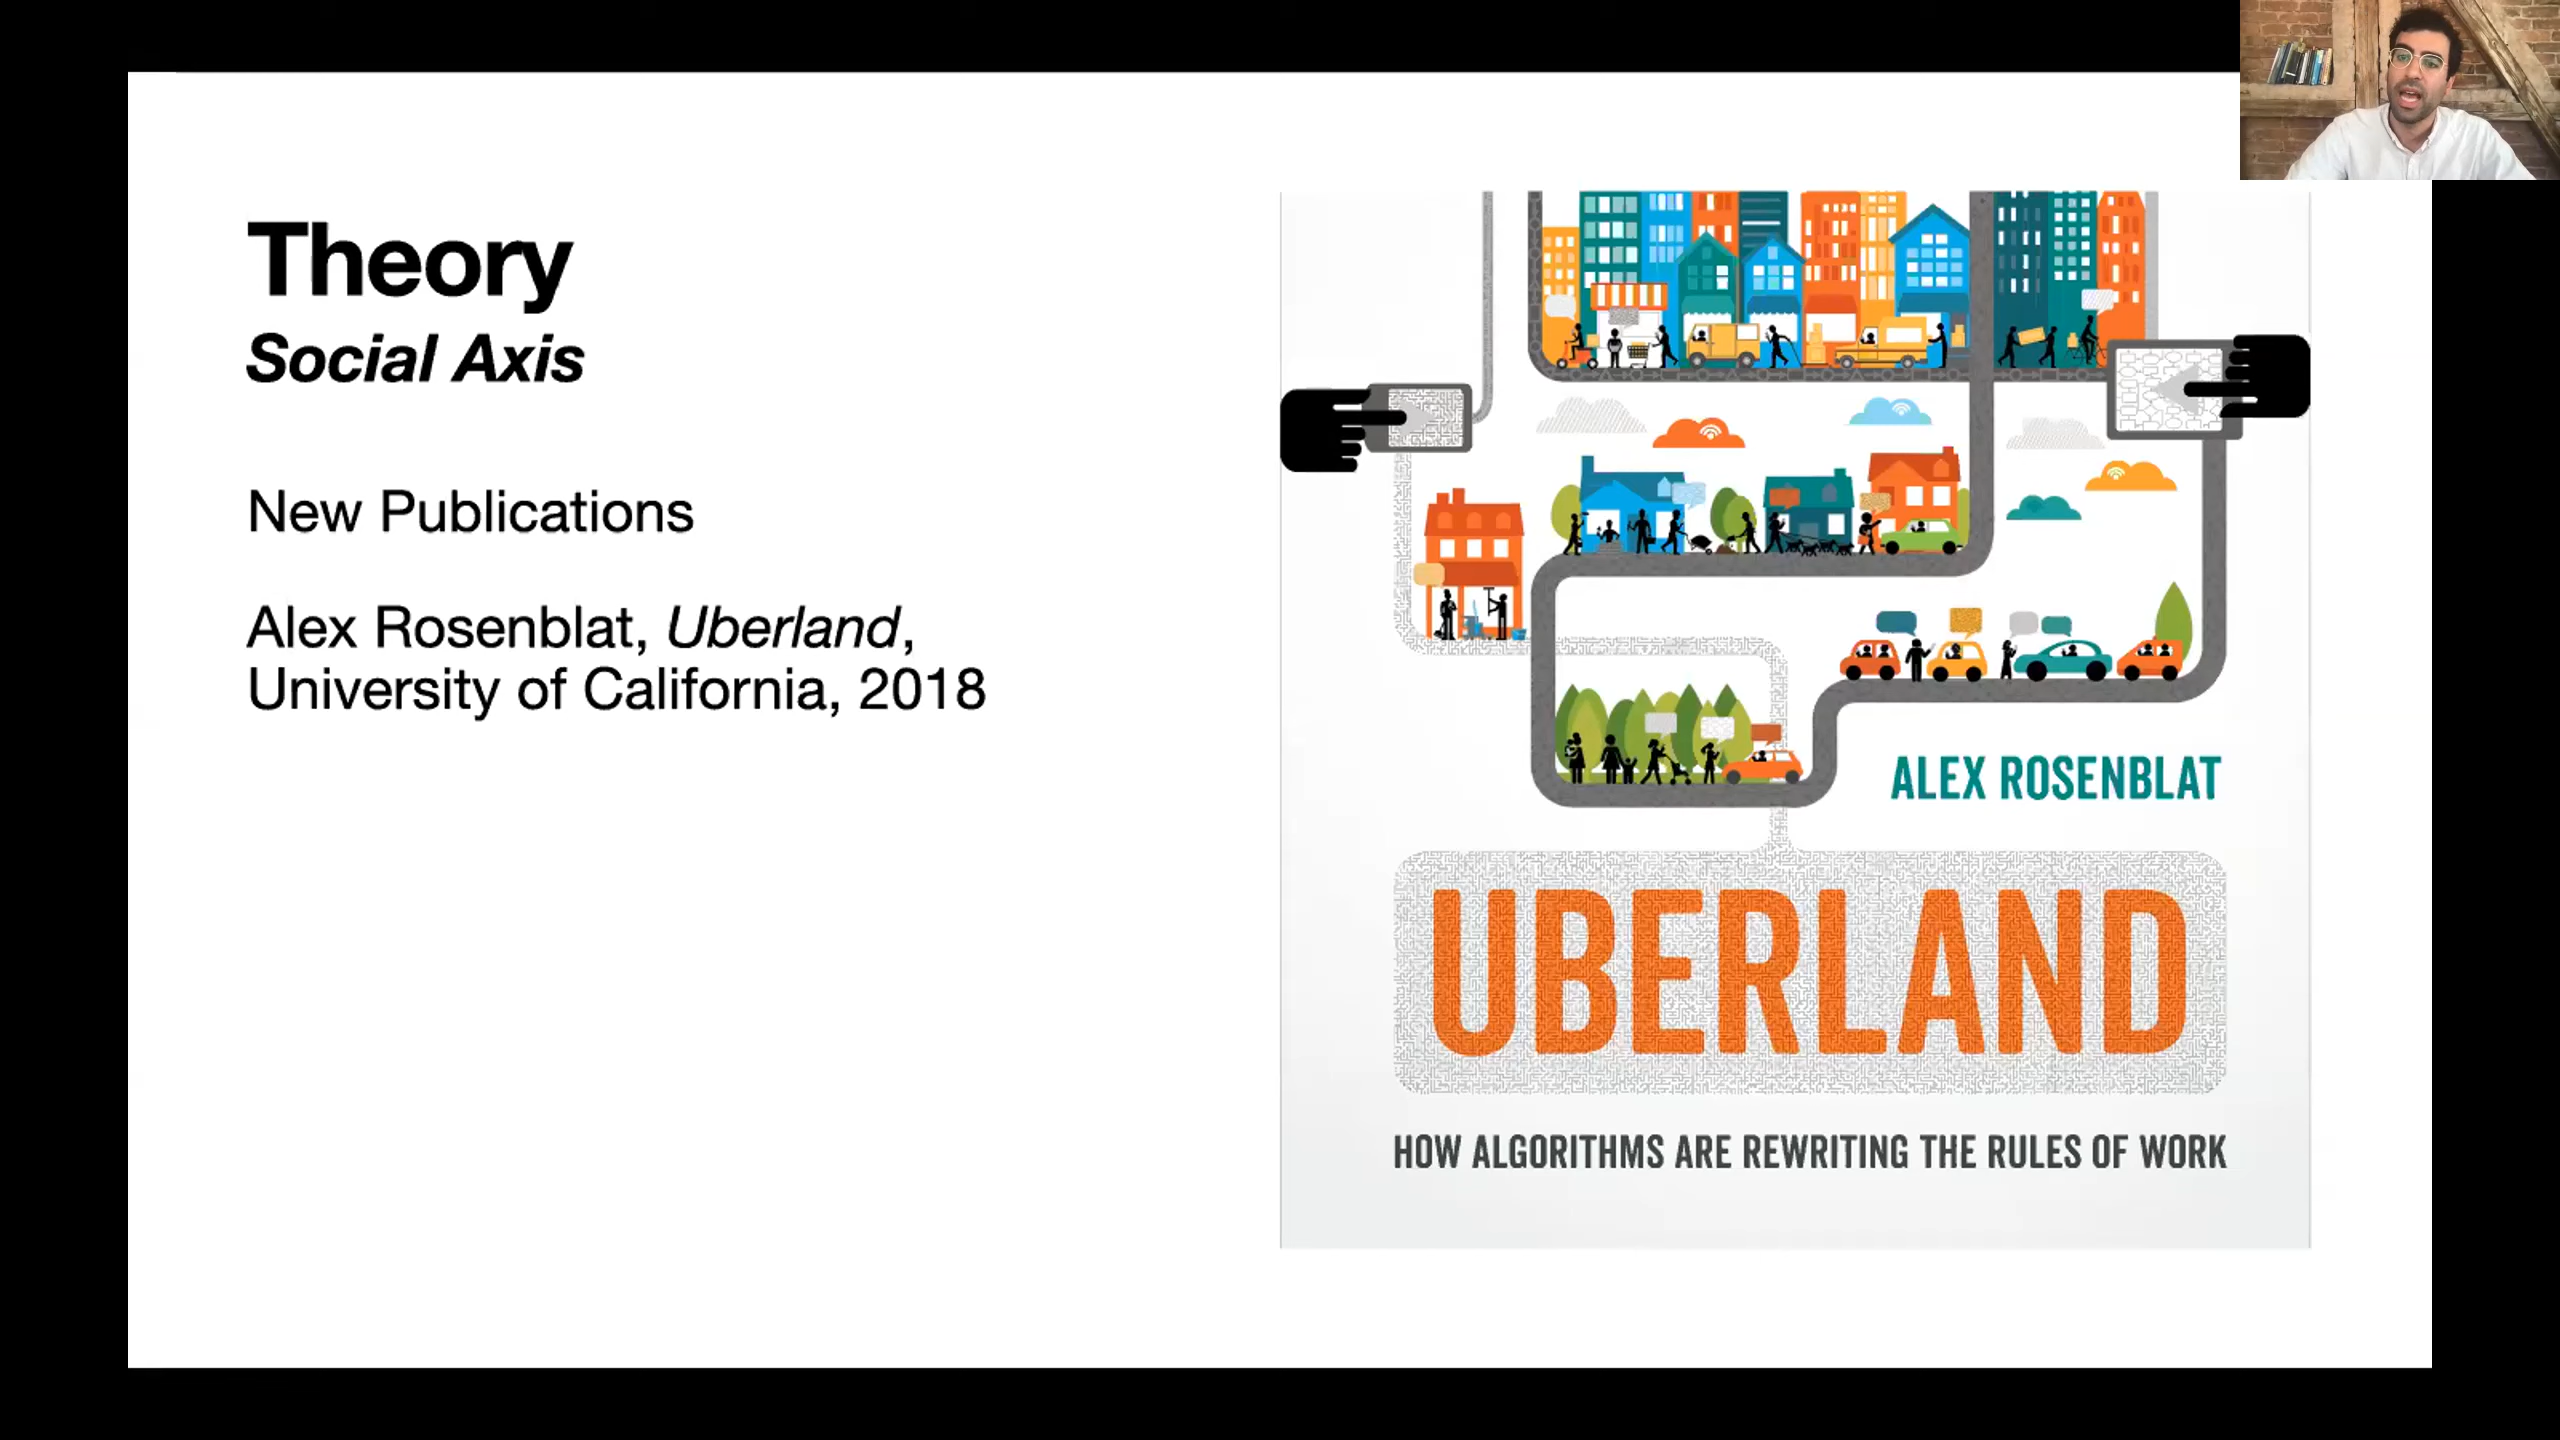 Theory
Social Axis
New Publications
Alex Rosenblat, Uberland,
University of California, 2018
ALEX ROSENBLAT
UBERLAND
HOW ALGORITHMS ARE REWRITING THE RULES OF WORK